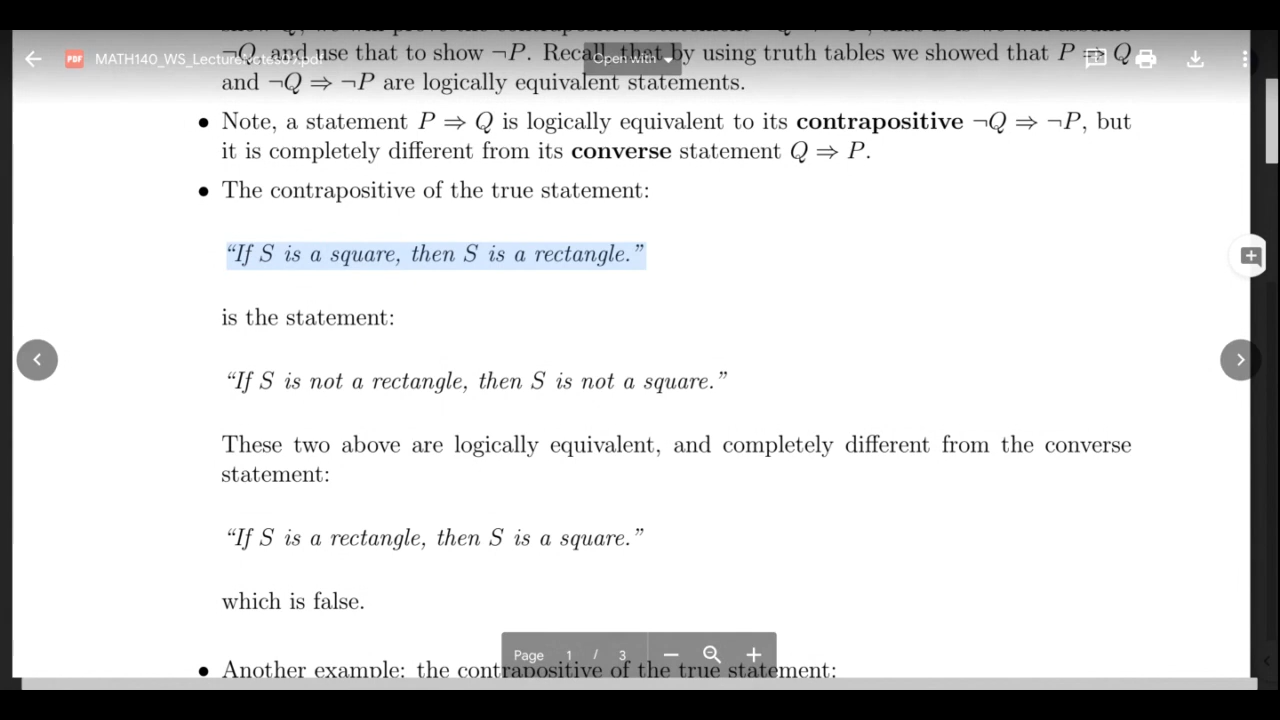 ¬Q, and use that to show ¬P. Recall, that by using truth tables we showed that P ⇒ Q
MATH140_WS_LectureNotes07.pdf
Open with
and ¬Q ⇒ ¬P are logically equivalent statements.
• Note, a statement P ⇒ Q is logically equivalent to its contrapositive ¬Q ⇒ ¬P, but
it is completely different from its converse statement Q ⇒ P.
• The contrapositive of the true statement:
“If S is a square, then S is a rectangle.”
is the statement:
“If S is not a rectangle, then S is not a square.”
These two above are logically equivalent, and completely different from the converse
statement:
“If S is a rectangle, then S is a square.”
which is false.
Page 1 / 3
• Another example: the contrapositive of the true statement: